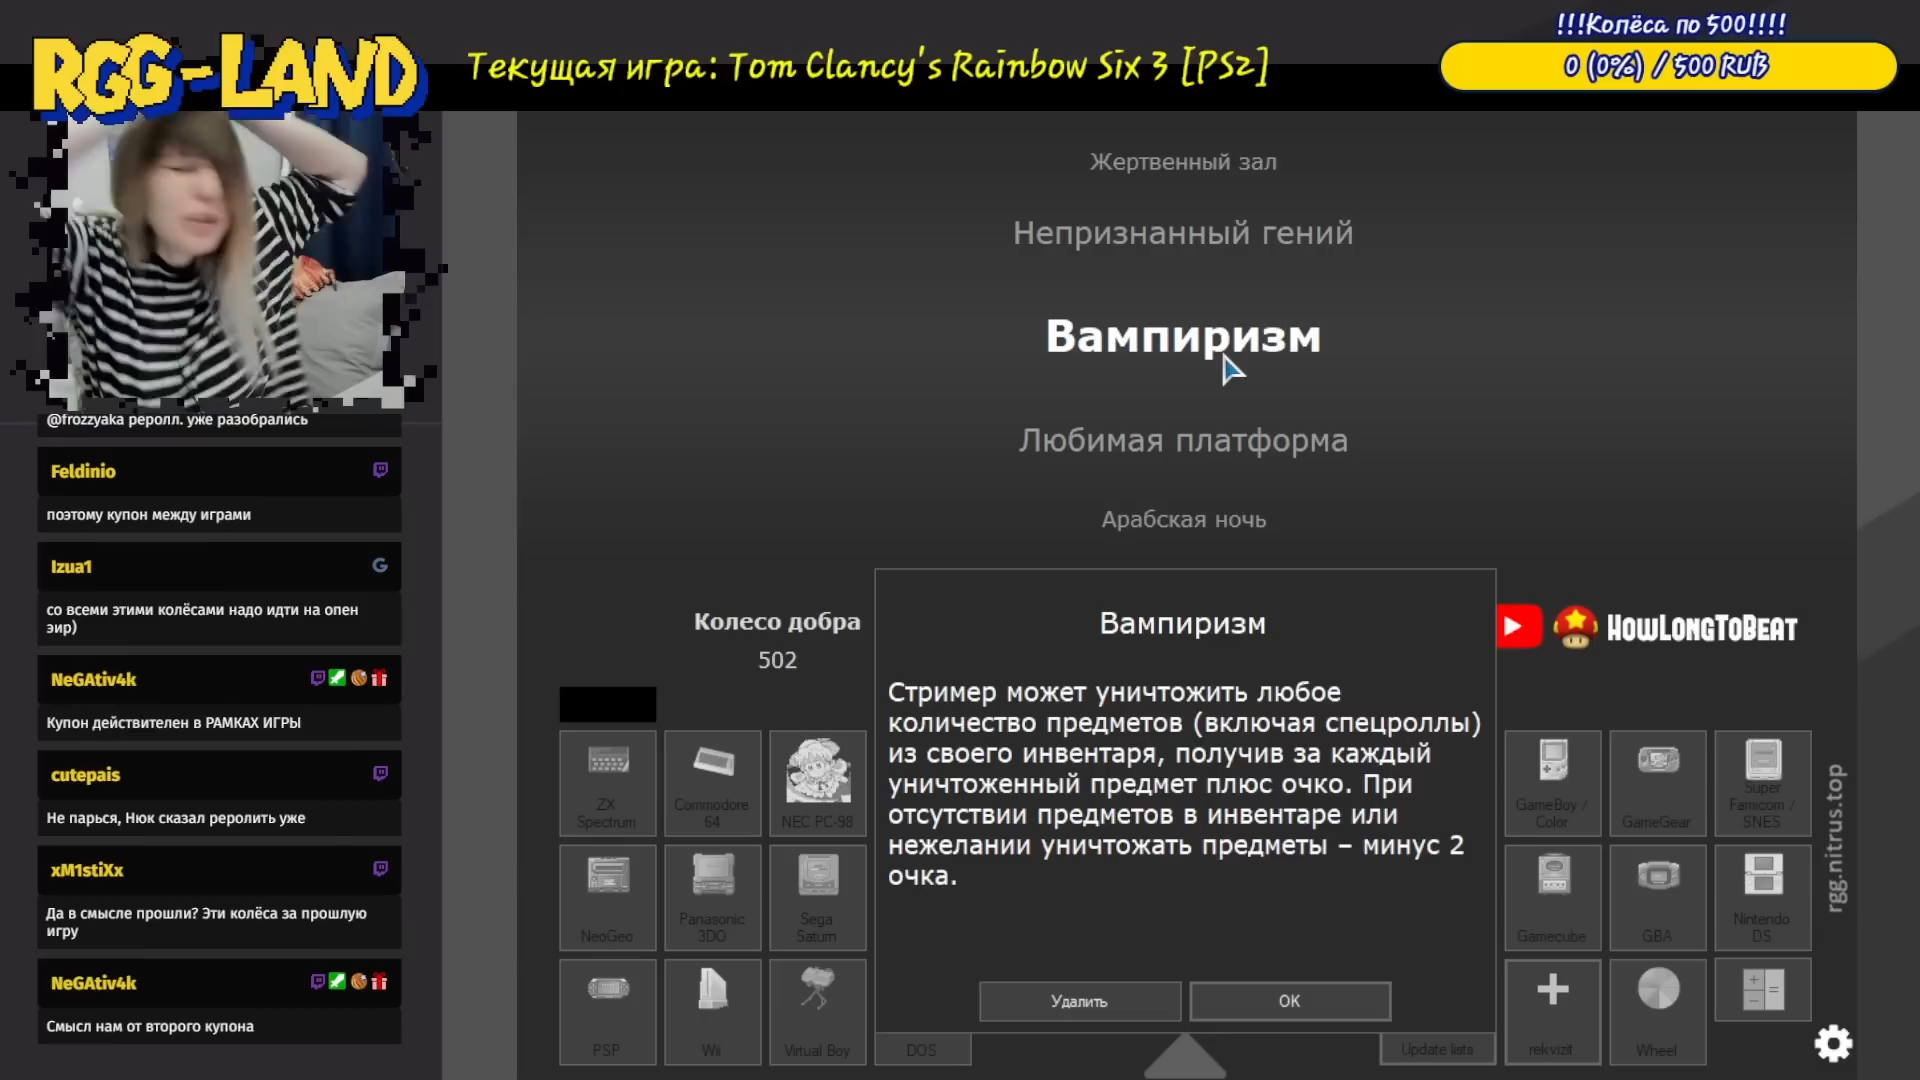 RGG-LAND
Текущая игра: Tom Clancy's Rainbow Six 3 [PS2]
!!!Колёса по 500!!!!
0 (0%) / 500 RUB
@frozzyaka реролл. уже разобрались
Feldinio
поэтому купон между играми
Izua1
со всеми этими колёсами надо идти на опен
эир)
NeGAtiv4k
Купон действителен в РАМКАХ ИГРЫ
cutepais
Не парься, Нюк сказал реролить уже
xM1stiXx
Да в смысле прошли? Эти колёса за прошлую
игру
NeGAtiv4k
Смысл нам от второго купона
Жертвенный зал
Непризнанный гений
Вампиризм
Любимая платформа
Арабская ночь
Колесо добра
502
Вампиризм
Стример может уничтожить любое
количество предметов (включая спецроллы)
из своего инвентаря, получив за каждый
уничтоженный предмет плюс очко. При
отсутствии предметов в инвентаре или
нежелании уничтожать предметы – минус 2
очка.
Удалить
OK
HowLongToBeat
ZX
Spectrum
Commodore
64
NEC PC-98
GameBoy /
Color
GameGear
Super
Famicom /
SNES
NeoGeo
Panasonic
3DO
Sega
Saturn
Gamecube
GBA
Nintendo
DS
PSP
Wii
Virtual Boy
DOS
Update lists
rekvizit
Wheel
rgg.nitrus.top